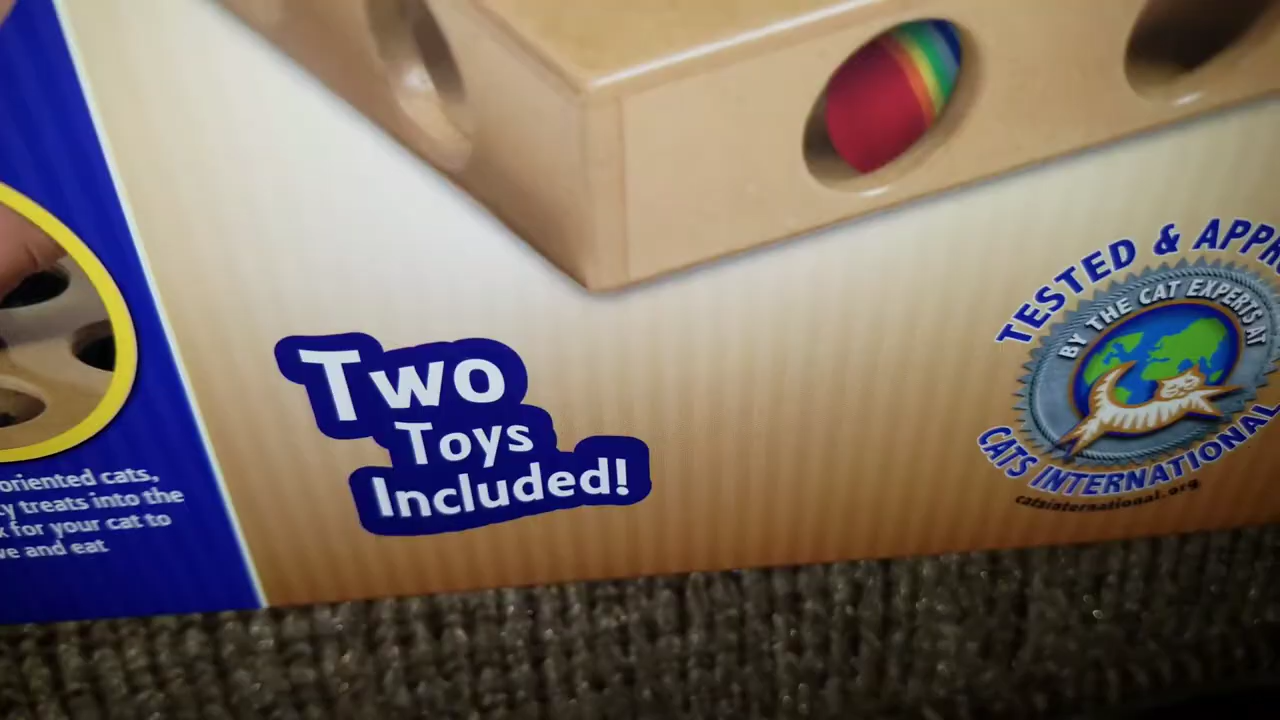 oriented cats,
treats into the
for your cat to
and eat
Two
Toys
Included!
TESTED &
BY THE CAT EXPERTS AT
CATS INTERNATIONAL
catsinternational.org